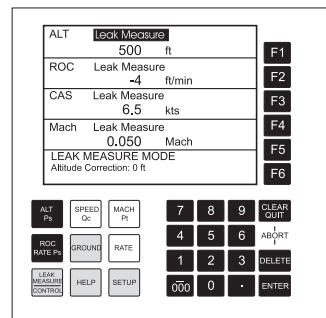 ALT Leak Measure
500 ft
ROC Leak Measure
-4 ft/min
CAS Leak Measure
6.5 kts
Mach Leak Measure
0.050 Mach
LEAK MEASURE MODE
Altitude Correction: 0 ft
F1
F2
F3
F4
F5
F6
ALT Ps
SPEED Qc
MACH Pt
ROC RATE Ps
GROUND
RATE
LEAK MEASURE CONTROL
HELP
SETUP
7 8 9 CLEAR QUIT
4 5 6 ABORT
1 2 3 DELETE
000 0 . ENTER